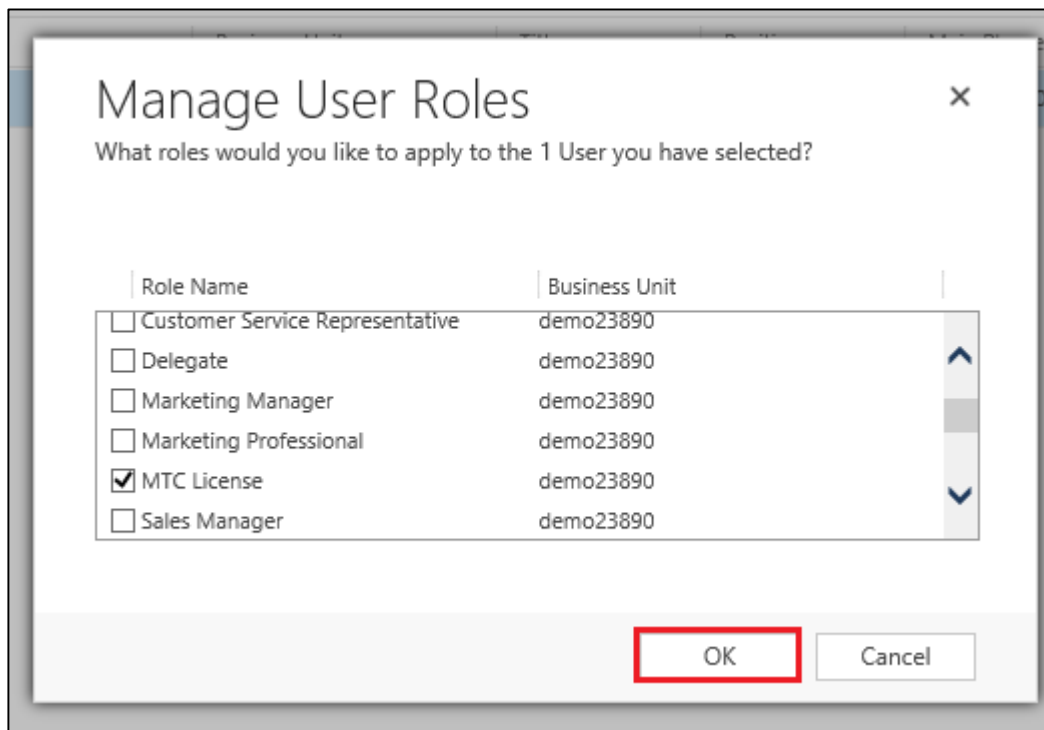 Manage User Roles
What roles would you like to apply to the 1 User you have selected?
Role Name Business Unit
Customer Service Representative demo23890
Delegate demo23890
Marketing Manager demo23890
Marketing Professional demo23890
MTC License demo23890
Sales Manager demo23890
OK Cancel